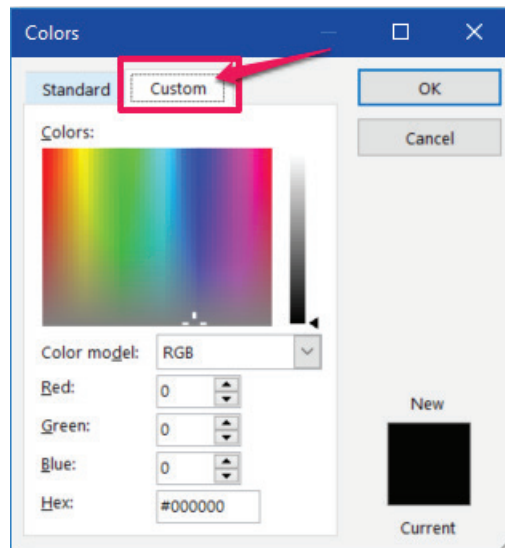 Colors
Standard
Custom
OK
Cancel
Colors:
Color model:
RGB
Red:
0
Green:
0
Blue:
0
Hex:
#000000
New
Current